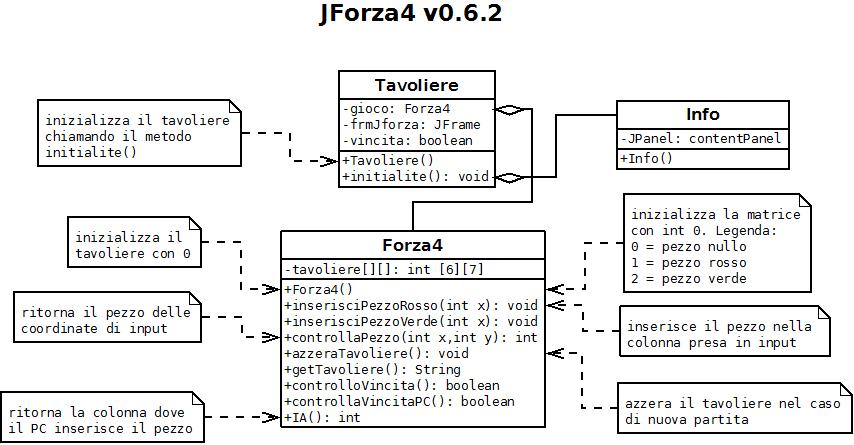 JForza4 v0.6.2
inizializza il tavoliere
chiamando il metodo
initialite()
Tavoliere
-gioco: Forza4
-frmJforza: JFrame
-vincita: boolean
+Tavoliere()
+initialite(): void
Info
-JPanel: contentPanel
+Info()
inizializza il
tavoliere con 0
ritorna il pezzo delle
coordinate di input
ritorna la colonna dove
il PC inserisce il pezzo
Forza4
-tavoliere[][]: int [6][7]
+Forza4()
+inserisciPezzoRosso(int x): void
+inserisciPezzoVerde(int x): void
+controllaPezzo(int x,int y): int
+azzeraTavoliere(): void
+getTavoliere(): String
+controlloVincita(): boolean
+controllaVincitaPC(): boolean
+IA(): int
inizializza la matrice
con int 0. Legenda:
0 = pezzo nullo
1 = pezzo rosso
2 = pezzo verde
inserisce il pezzo nella
colonna presa in input
azzera il tavoliere nel caso
di nuova partita